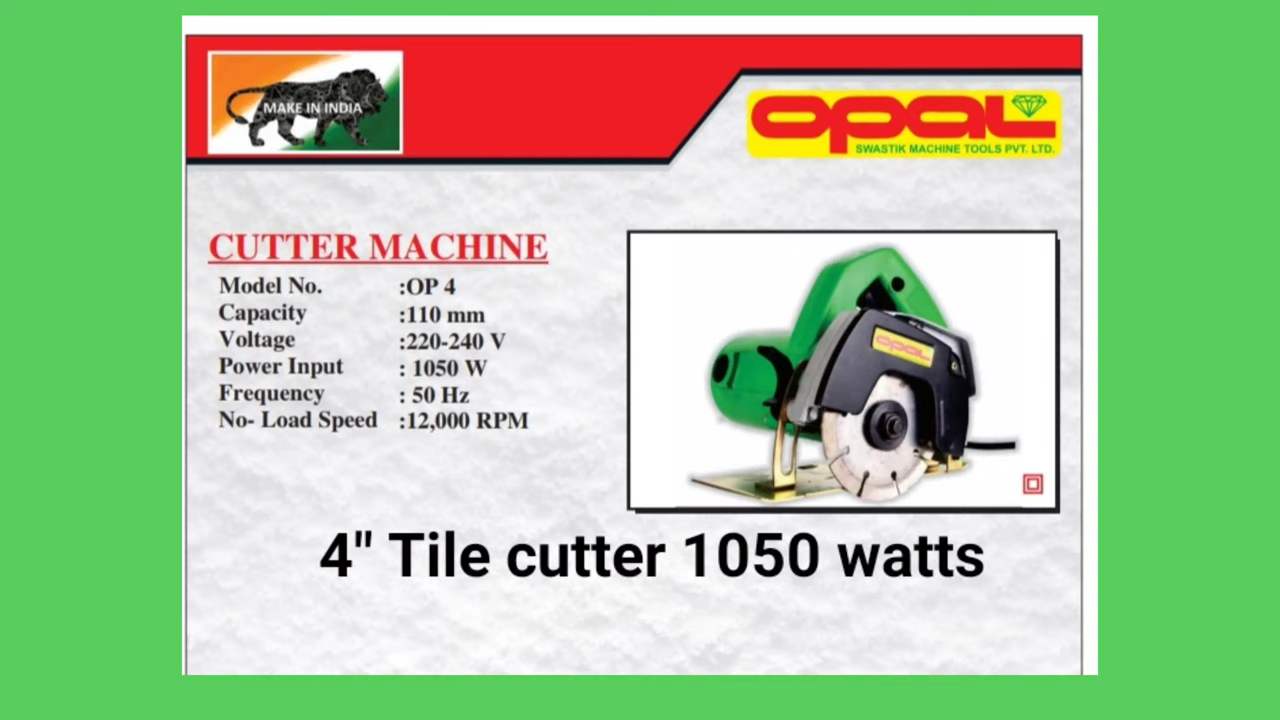 MAKE IN INDIA
OPAL
SWASTIK MACHINE TOOLS PVT. LTD.
CUTTER MACHINE
Model No. :OP 4
Capacity :110 mm
Voltage :220-240 V
Power Input : 1050 W
Frequency : 50 Hz
No- Load Speed :12,000 RPM
OPAL
4" Tile cutter 1050 watts